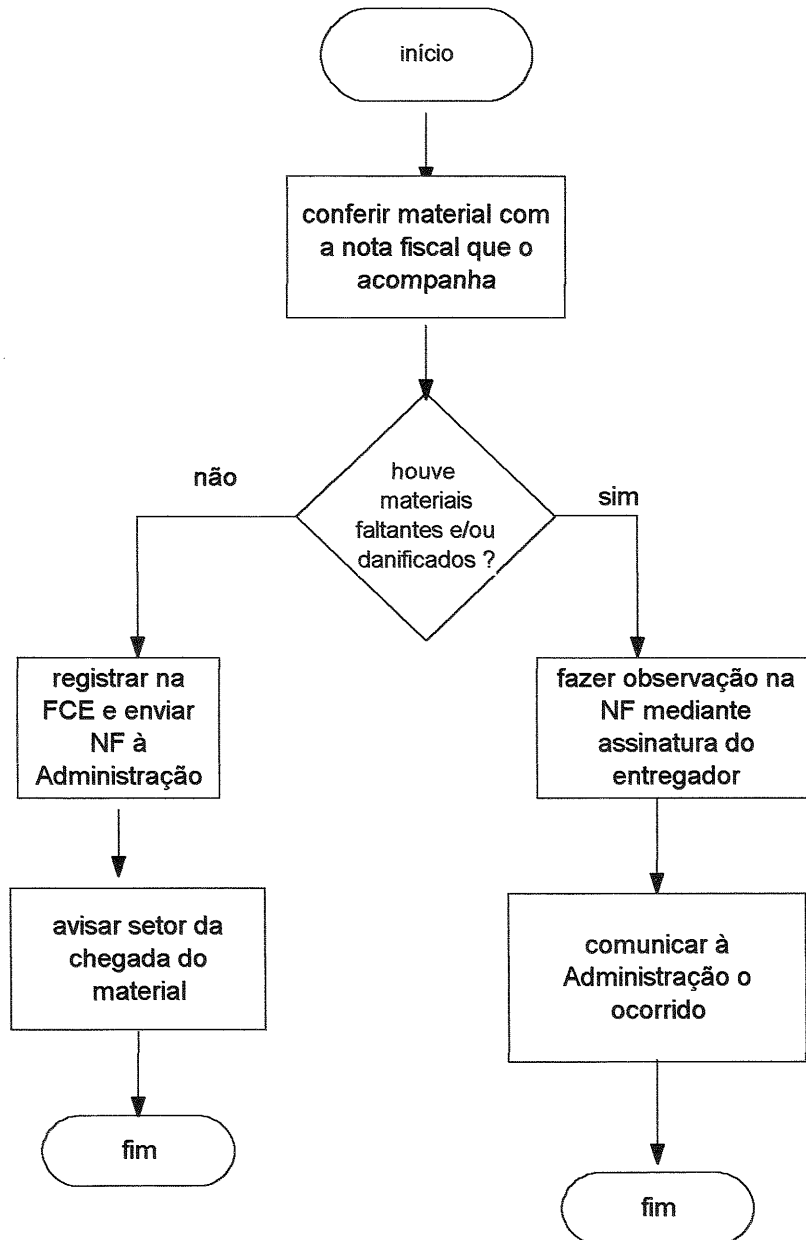 início
conferir material com
a nota fiscal que o
acompanha
houve
materiais
faltantes e/ou
danificados ?
não
sim
registrar na
FCE e enviar
NF à
Administração
fazer observação na
NF mediante
assinatura do
entregador
avisar setor da
chegada do
material
comunicar à
Administração o
ocorrido
fim
fim